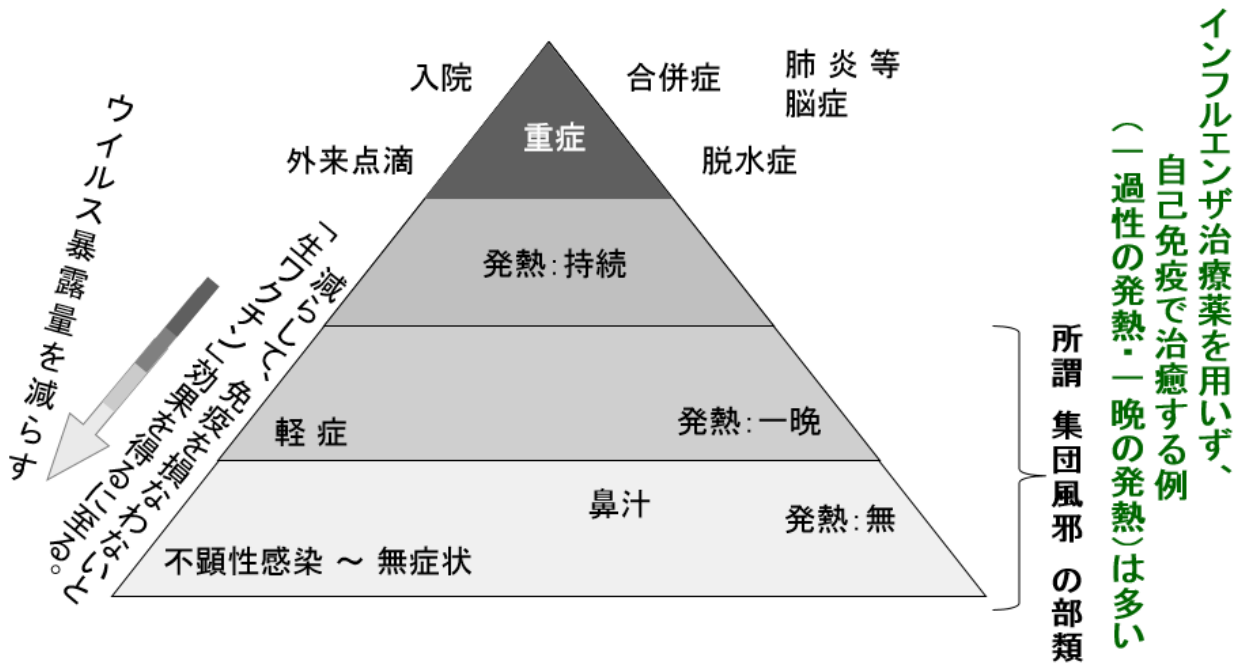 入院
合併症
肺 炎 等
脳症
重症
外来点滴
脱水症
発熱：持続
軽 症
発熱：一晩
鼻汁
発熱：無
不顕性感染 ～ 無症状
ウイルス暴露量を減らす
減らして、免疫を損なわないと
「生ワクチン」効果を得るに至る。
所謂 集団風邪 の部類
インフルエンザ治療薬を用いず、
自己免疫で治癒する例
（一過性の発熱・一晩の発熱）は多い